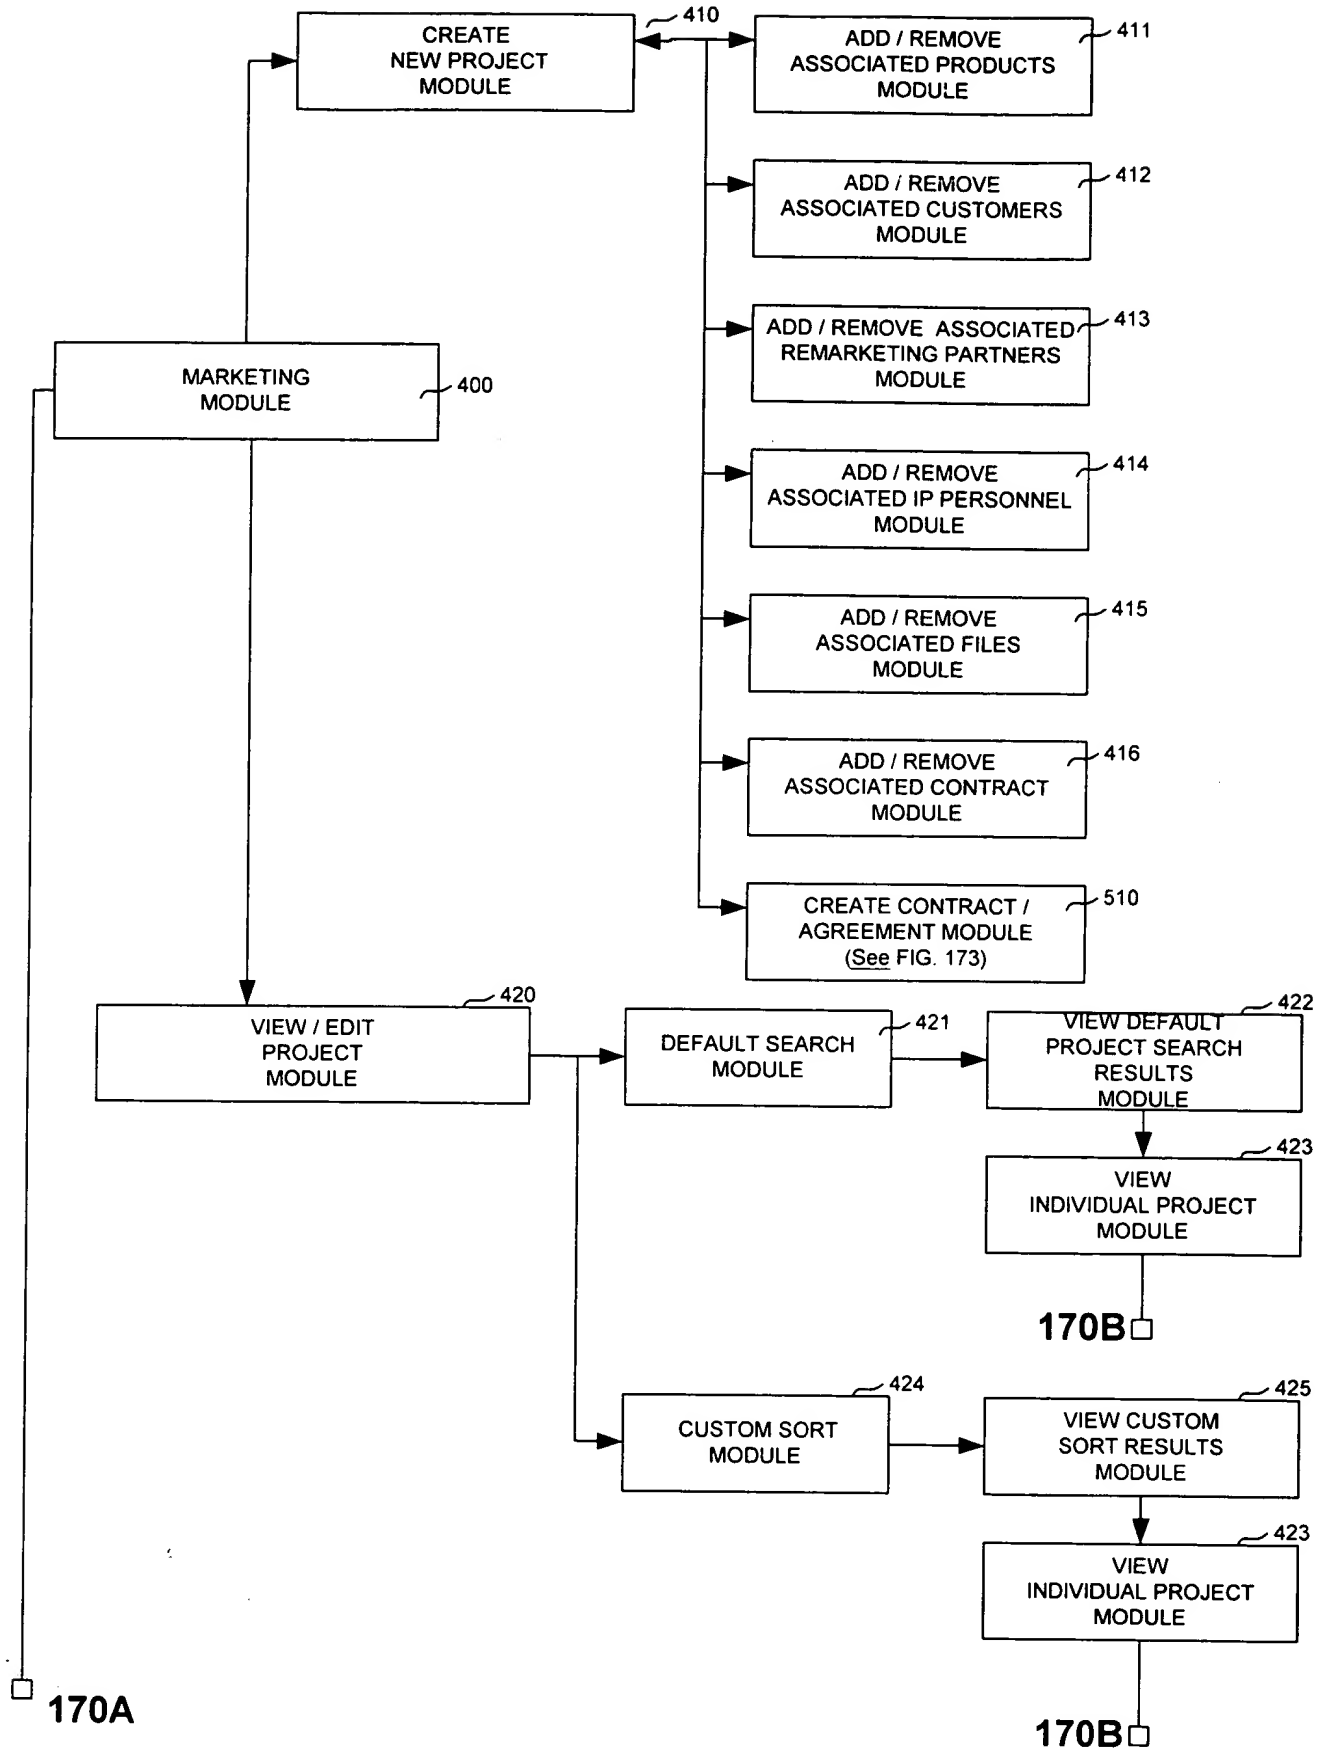 CREATE
NEW PROJECT
MODULE
410
ADD / REMOVE
ASSOCIATED PRODUCTS
MODULE
411
ADD / REMOVE
ASSOCIATED CUSTOMERS
MODULE
412
ADD / REMOVE ASSOCIATED
REMARKETING PARTNERS
MODULE
413
MARKETING
MODULE
400
ADD / REMOVE
ASSOCIATED IP PERSONNEL
MODULE
414
ADD / REMOVE
ASSOCIATED FILES
MODULE
415
ADD / REMOVE
ASSOCIATED CONTRACT
MODULE
416
CREATE CONTRACT /
AGREEMENT MODULE
(See FIG. 173)
510
VIEW / EDIT
PROJECT
MODULE
420
DEFAULT SEARCH
MODULE
421
VIEW DEFAULT
PROJECT SEARCH
RESULTS
MODULE
422
VIEW
INDIVIDUAL PROJECT
MODULE
423
170B
CUSTOM SORT
MODULE
424
VIEW CUSTOM
SORT RESULTS
MODULE
425
VIEW
INDIVIDUAL PROJECT
MODULE
423
170A
170B